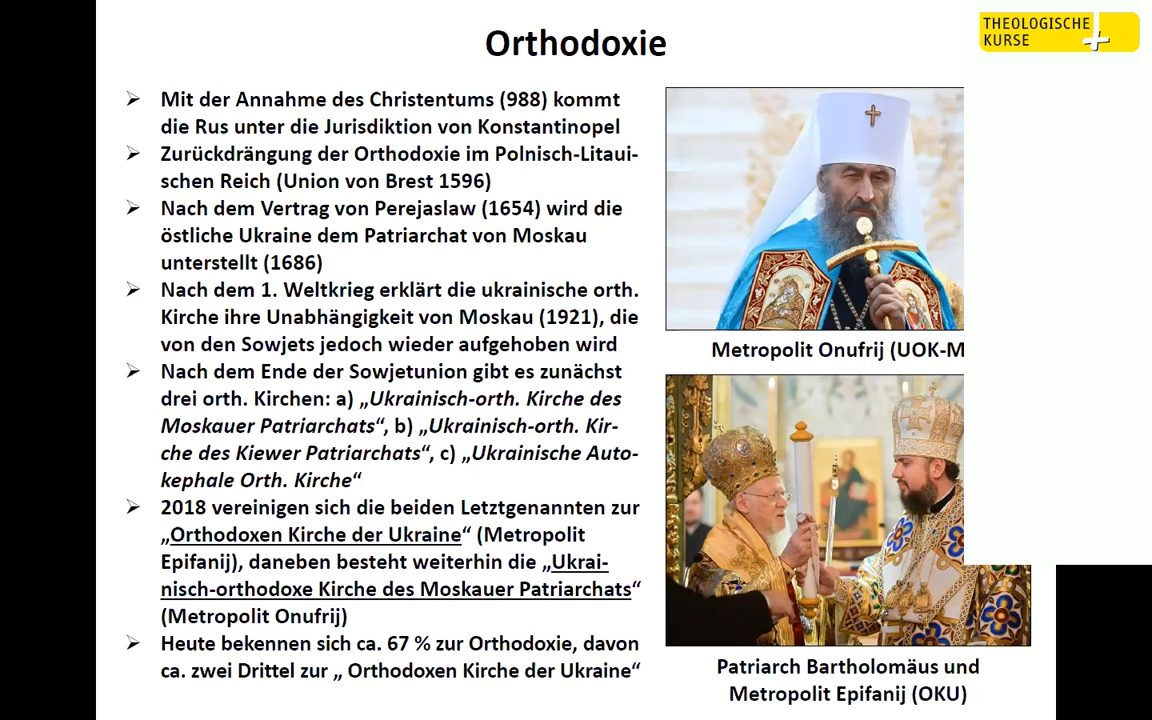 Orthodoxie
THEOLOGISCHE
KURSE
➢ Mit der Annahme des Christentums (988) kommt
die Rus unter die Jurisdiktion von Konstantinopel
➢ Zurückdrängung der Orthodoxie im Polnisch-Litaui-
schen Reich (Union von Brest 1596)
➢ Nach dem Vertrag von Perejaslaw (1654) wird die
östliche Ukraine dem Patriarchat von Moskau
unterstellt (1686)
➢ Nach dem 1. Weltkrieg erklärt die ukrainische orth.
Kirche ihre Unabhängigkeit von Moskau (1921), die
von den Sowjets jedoch wieder aufgehoben wird
➢ Nach dem Ende der Sowjetunion gibt es zunächst
drei orth. Kirchen: a) „Ukrainisch-orth. Kirche des
Moskauer Patriarchats“, b) „Ukrainisch-orth. Kir-
che des Kiewer Patriarchats“, c) „Ukrainische Auto-
kephale Orth. Kirche“
➢ 2018 vereinigen sich die beiden Letztgenannten zur
„Orthodoxen Kirche der Ukraine“ (Metropolit
Epifanij), daneben besteht weiterhin die „Ukrai-
nisch-orthodoxe Kirche des Moskauer Patriarchats“
(Metropolit Onufrij)
➢ Heute bekennen sich ca. 67 % zur Orthodoxie, davon
ca. zwei Drittel zur „ Orthodoxen Kirche der Ukraine“
Metropolit Onufrij (UOK-M
Patriarch Bartholomäus und
Metropolit Epifanij (OKU)